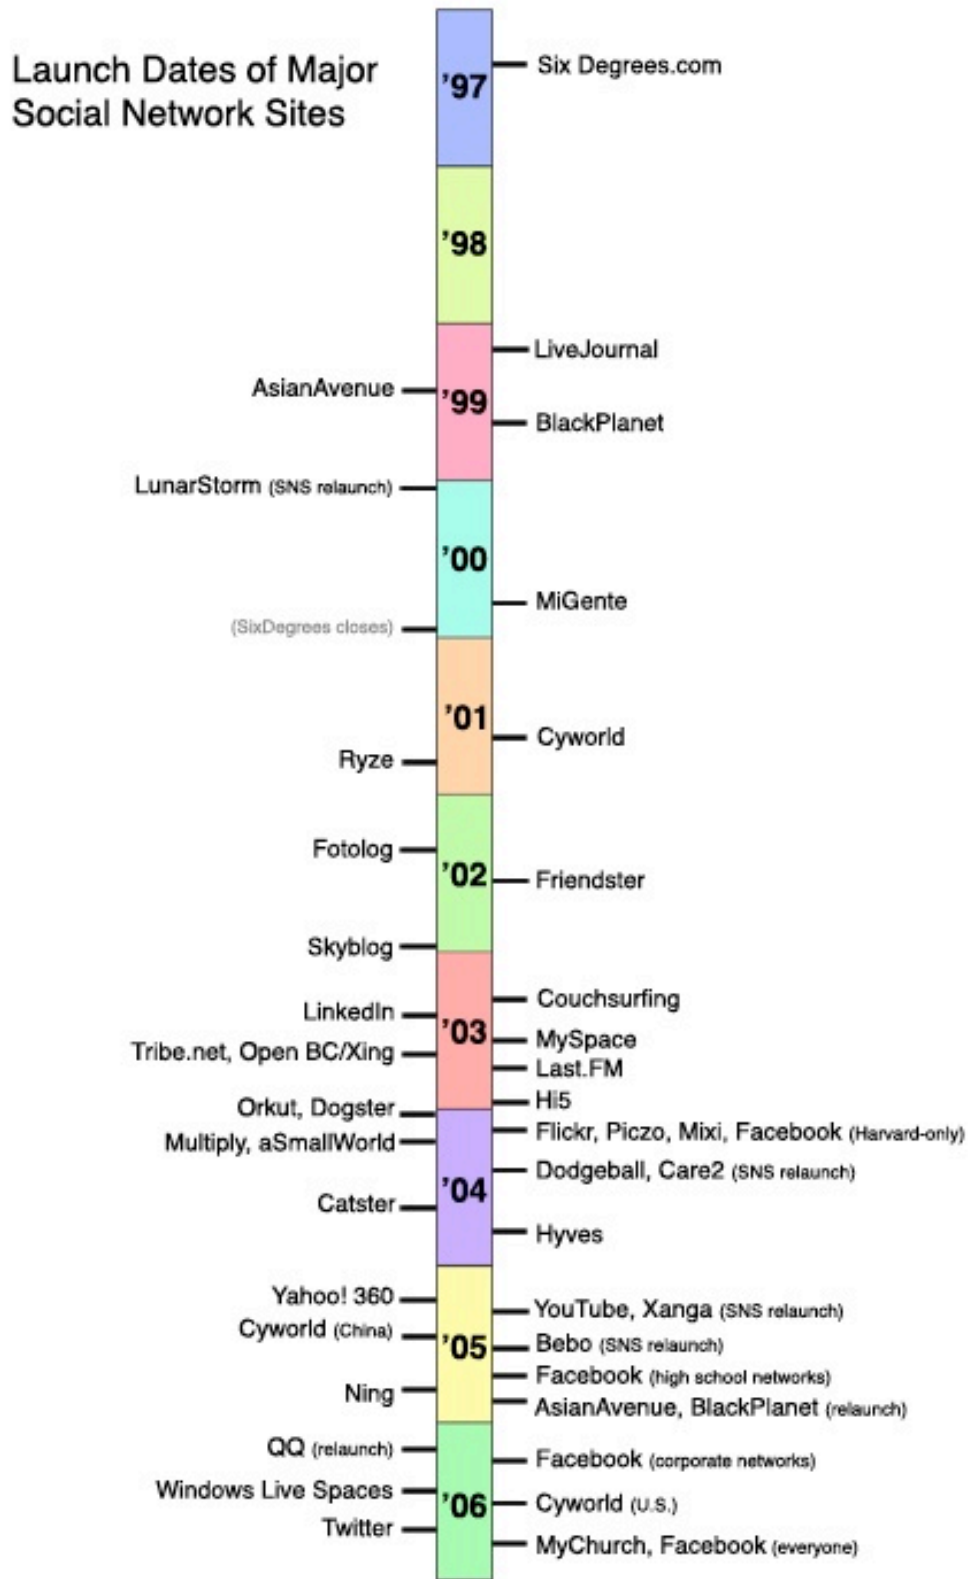 Launch Dates of Major
Social Network Sites
'97
Six Degrees.com
'98
LiveJournal
AsianAvenue
'99
BlackPlanet
LunarStorm (SNS relaunch)
'00
MiGente
(SixDegrees closes)
'01
Cyworld
Ryze
Fotolog
'02
Friendster
Skyblog
Couchsurfing
LinkedIn
'03
MySpace
Tribe.net, Open BC/Xing
Last.FM
Hi5
Orkut, Dogster
Flickr, Piczo, Mixi, Facebook (Harvard-only)
Multiply, aSmallWorld
Dodgeball, Care2 (SNS relaunch)
'04
Catster
Hyves
Yahoo! 360
YouTube, Xanga (SNS relaunch)
Cyworld (China)
Bebo (SNS relaunch)
'05
Facebook (high school networks)
Ning
AsianAvenue, BlackPlanet (relaunch)
QQ (relaunch)
Facebook (corporate networks)
Windows Live Spaces
'06
Cyworld (U.S.)
Twitter
MyChurch, Facebook (everyone)